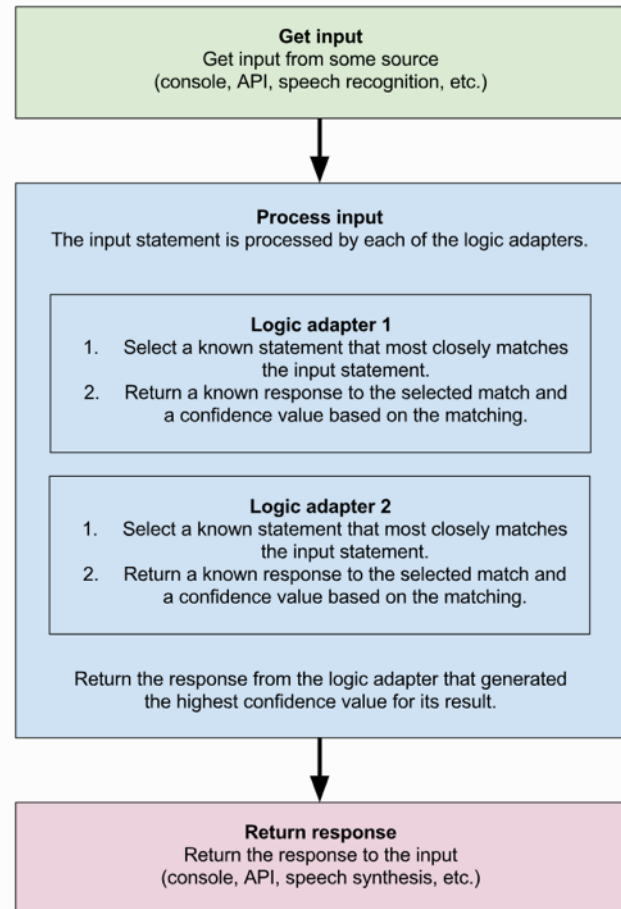 Get input
Get input from some source
(console, API, speech recognition, etc.)
Process input
The input statement is processed by each of the logic adapters.
Logic adapter 1
1. Select a known statement that most closely matches
the input statement.
2. Return a known response to the selected match and
a confidence value based on the matching.
Logic adapter 2
1. Select a known statement that most closely matches
the input statement.
2. Return a known response to the selected match and
a confidence value based on the matching.
Return the response from the logic adapter that generated
the highest confidence value for its result.
Return response
Return the response to the input
(console, API, speech synthesis, etc.)